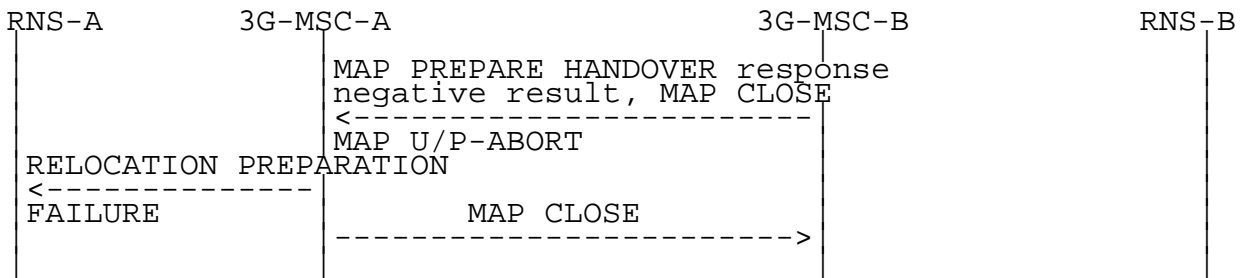 RNS-A 3G-MSC-A 3G-MSC-B RNS-B
MAP PREPARE HANDOVER response
negative result, MAP CLOSE
MAP U/P-ABORT
RELOCATION PREPARATION
FAILURE MAP CLOSE